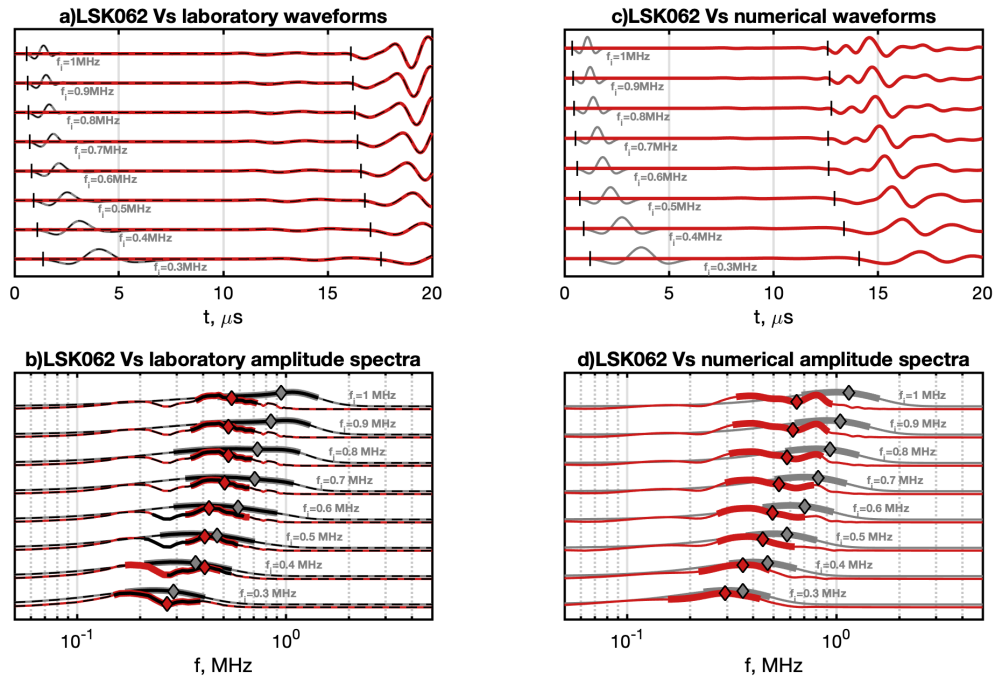 a)LSK062 Vs laboratory waveforms
fi=1MHz
fi=0.9MHz
fi=0.8MHz
fi=0.7MHz
fi=0.6MHz
fi=0.5MHz
fi=0.4MHz
fi=0.3MHz
0 5 10 15 20
t, μs
c)LSK062 Vs numerical waveforms
fi=1MHz
fi=0.9MHz
fi=0.8MHz
fi=0.7MHz
fi=0.6MHz
fi=0.5MHz
fi=0.4MHz
fi=0.3MHz
0 5 10 15 20
t, μs
b)LSK062 Vs laboratory amplitude spectra
fi=1 MHz
fi=0.9 MHz
fi=0.8 MHz
fi=0.7 MHz
fi=0.6 MHz
fi=0.5 MHz
fi=0.4 MHz
fi=0.3 MHz
10⁻¹ 10⁰
f, MHz
d)LSK062 Vs numerical amplitude spectra
fi=1 MHz
fi=0.9 MHz
fi=0.8 MHz
fi=0.7 MHz
fi=0.6 MHz
fi=0.5 MHz
fi=0.4 MHz
fi=0.3 MHz
10⁻¹ 10⁰
f, MHz